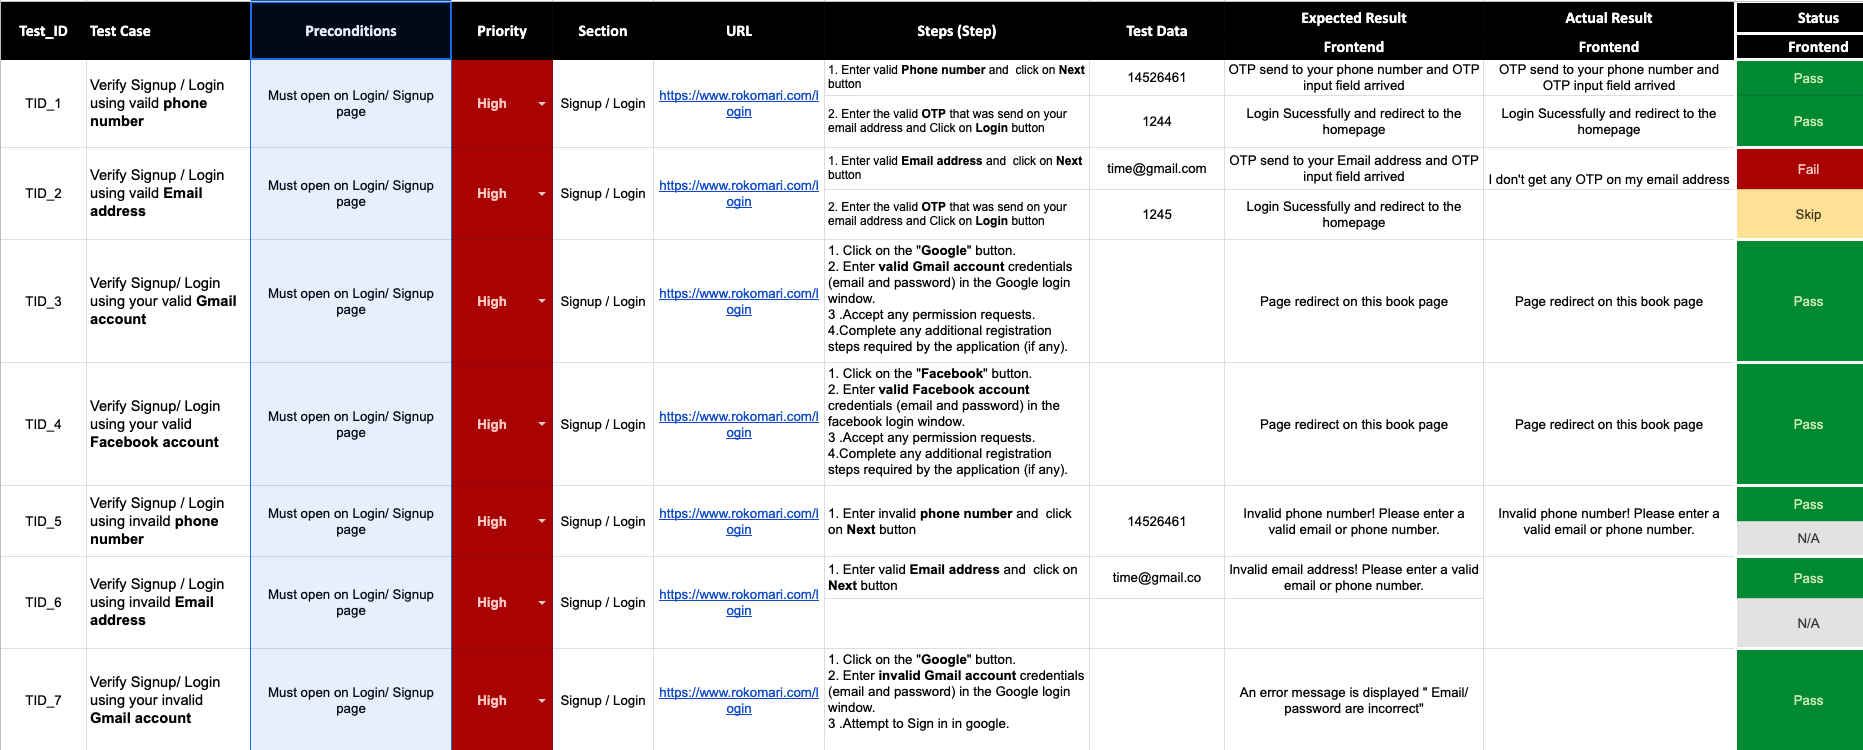 Test_ID
Test Case
Preconditions
Priority
Section
URL
Steps (Step)
Test Data
Expected Result
Actual Result
Status
Frontend
Frontend
Frontend
TID_1
Verify Signup / Login
using vaild phone
number
Must open on Login/ Signup
page
High
Signup / Login
https://www.rokomari.com/l
ogin
1. Enter valid Phone number and  click on Next
button
14526461
OTP send to your phone number and OTP
input field arrived
OTP send to your phone number and
OTP input field arrived
Pass
2. Enter the valid OTP that was send on your
email address and Click on Login button
1244
Login Sucessfully and redirect to the
homepage
Login Sucessfully and redirect to the
homepage
Pass
TID_2
Verify Signup / Login
using vaild Email
address
Must open on Login/ Signup
page
High
Signup / Login
https://www.rokomari.com/l
ogin
1. Enter valid Email address and  click on Next
button
time@gmail.com
OTP send to your Email address and OTP
input field arrived
I don't get any OTP on my email address
Fail
2. Enter the valid OTP that was send on your
email address and Click on Login button
1245
Login Sucessfully and redirect to the
homepage
Skip
TID_3
Verify Signup/ Login
using your valid Gmail
account
Must open on Login/ Signup
page
High
Signup / Login
https://www.rokomari.com/l
ogin
1. Click on the "Google" button.
2. Enter valid Gmail account credentials
(email and password) in the Google login
window.
3 .Accept any permission requests.
4.Complete any additional registration
steps required by the application (if any).
Page redirect on this book page
Page redirect on this book page
Pass
TID_4
Verify Signup/ Login
using your valid
Facebook account
Must open on Login/ Signup
page
High
Signup / Login
https://www.rokomari.com/l
ogin
1. Click on the "Facebook" button.
2. Enter valid Facebook account
credentials (email and password) in the
facebook login window.
3 .Accept any permission requests.
4.Complete any additional registration
steps required by the application (if any).
Page redirect on this book page
Page redirect on this book page
Pass
TID_5
Verify Signup / Login
using invaild phone
number
Must open on Login/ Signup
page
High
Signup / Login
https://www.rokomari.com/l
ogin
1. Enter invalid phone number and  click
on Next button
14526461
Invalid phone number! Please enter a
valid email or phone number.
Invalid phone number! Please enter a
valid email or phone number.
Pass
N/A
TID_6
Verify Signup / Login
using invaild Email
address
Must open on Login/ Signup
page
High
Signup / Login
https://www.rokomari.com/l
ogin
1. Enter valid Email address and  click on
Next button
time@gmail.co
Invalid email address! Please enter a valid
email or phone number.
Pass
N/A
TID_7
Verify Signup/ Login
using your invalid
Gmail account
Must open on Login/ Signup
page
High
Signup / Login
https://www.rokomari.com/l
ogin
1. Click on the "Google" button.
2. Enter invalid Gmail account credentials
(email and password) in the Google login
window.
3 .Attempt to Sign in in google.
An error message is displayed " Email/
password are incorrect"
Pass